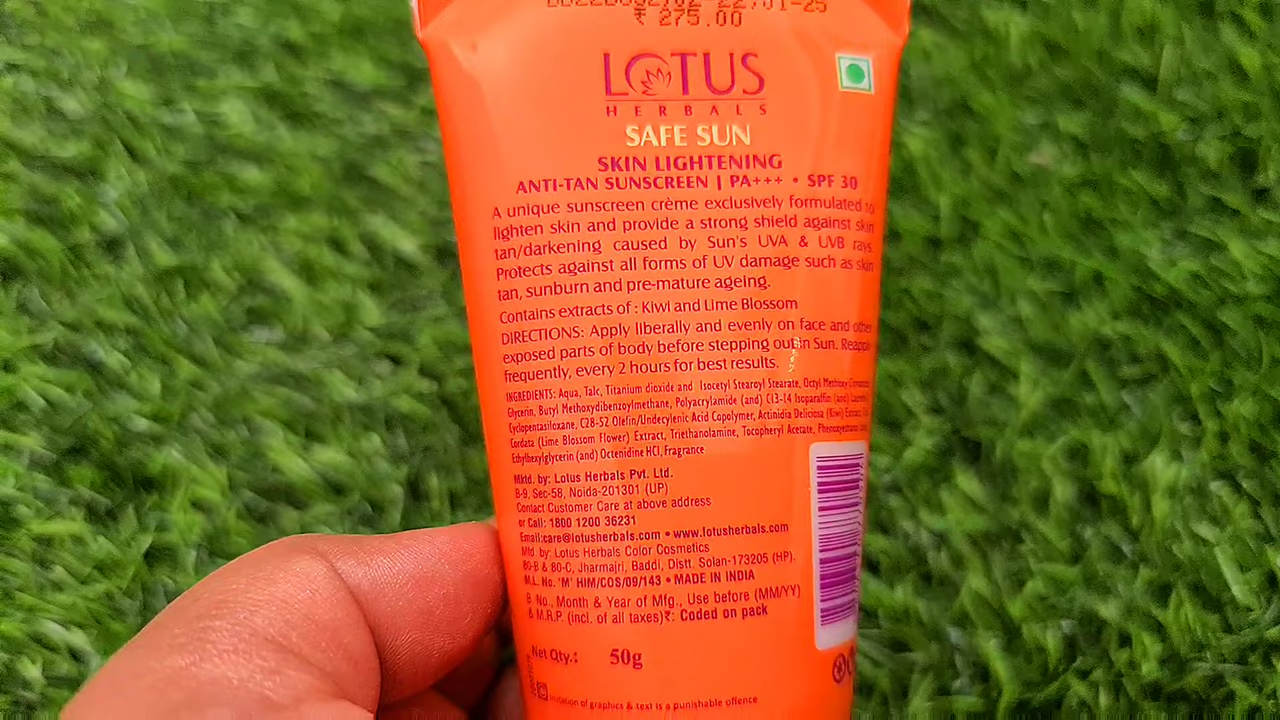 ₹ 275.00
LOTUS
HERBALS
SAFE SUN
SKIN LIGHTENING
ANTI-TAN SUNSCREEN | PA+++ • SPF 30
A unique sunscreen crème exclusively formulated to
lighten skin and provide a strong shield against skin
tan/darkening caused by Sun's UVA & UVB rays.
Protects against all forms of UV damage such as skin
tan, sunburn and pre-mature ageing.
Contains extracts of : Kiwi and Lime Blossom
DIRECTIONS: Apply liberally and evenly on face and other
exposed parts of body before stepping out in Sun. Reapply
frequently, every 2 hours for best results.
INGREDIENTS: Aqua, Talc, Titanium dioxide and Isocetyl Stearoyl Stearate, Octyl Methoxy
Glycerin, Butyl Methoxydibenzoylmethane, Polyacrylamide (and) C13-14 Isoparaffin (and)
Cyclopentasiloxane, C28-52 Olefin/Undecylenic Acid Copolymer, Actinidia Deliciosa (Kiwi) Extract,
Cordata (Lime Blossom Flower) Extract, Triethanolamine, Tocopheryl Acetate,
Ethylhexylglycerin (and) Octenidine HCl, Fragrance
Mktd. by: Lotus Herbals Pvt. Ltd.
B-9, Sec-58, Noida-201301 (UP)
Contact Customer Care at above address
or Call: 1800 1200 36231
Email:care@lotusherbals.com • www.lotusherbals.com
Mfd. by: Lotus Herbals Color Cosmetics
80-B & 80-C, Jharmajri, Baddi, Distt. Solan-173205 (HP).
M.L. No. 'M' HIM/COS/09/143 • MADE IN INDIA
B No., Month & Year of Mfg., Use before (MM/YY)
& M.R.P. (incl. of all taxes)₹: Coded on pack
Net Qty.: 50g
Imitation of graphics & text is a punishable offence